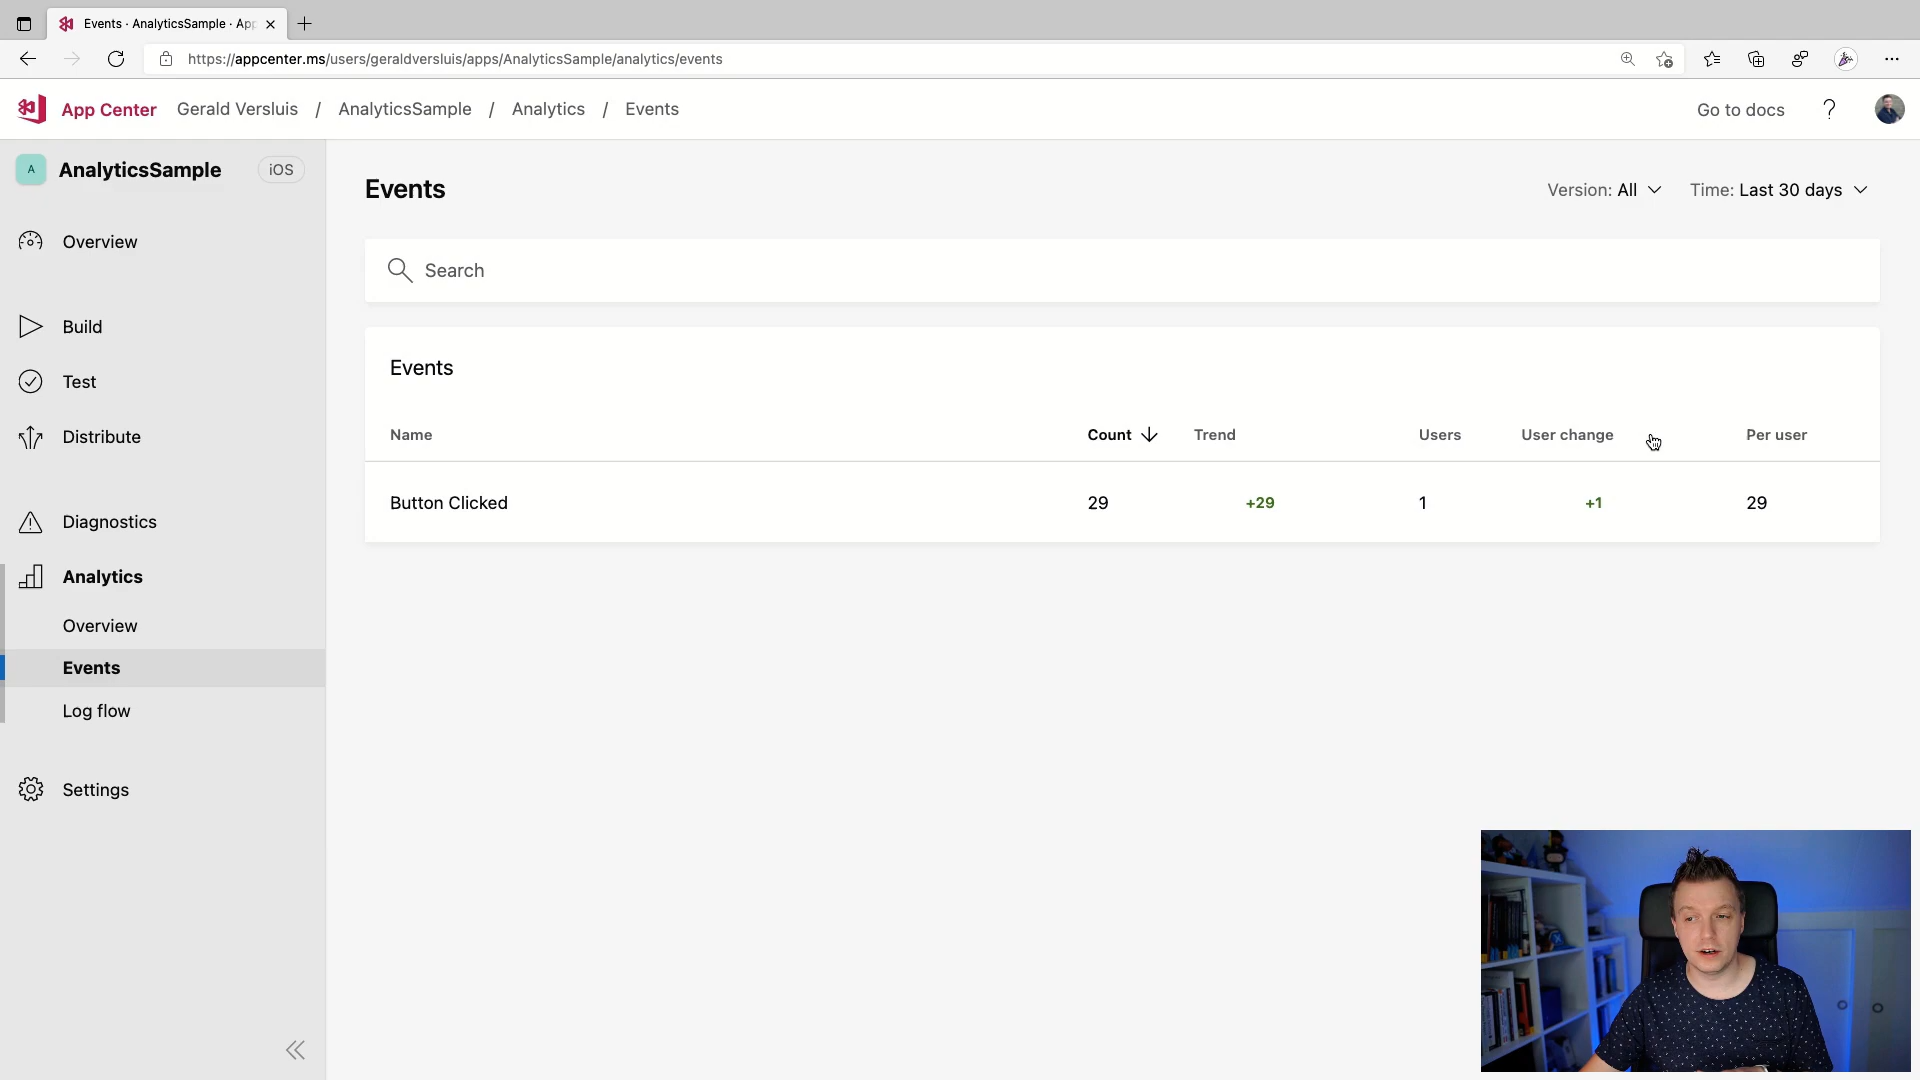 Events · AnalyticsSample · App
https://appcenter.ms/users/geraldversluis/apps/AnalyticsSample/analytics/events
App Center Gerald Versluis / AnalyticsSample / Analytics / Events Go to docs ?
A AnalyticsSample iOS
Overview
Build
Test
Distribute
Diagnostics
Analytics
Overview
Events
Log flow
Settings
Events Version: All Time: Last 30 days
Search
Events
Name Count Trend Users User change Per user
Button Clicked 29 +29 1 +1 29